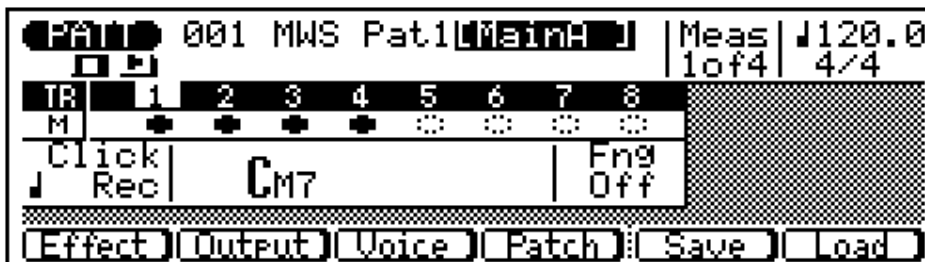 PATT 001 MWS Pat1[MainA ] Meas ♩120.0
1of4 4/4
TR 1 2 3 4 5 6 7 8
M
Click Fng
♩ Rec CM7 Off
Effect Output Voice Patch Save Load